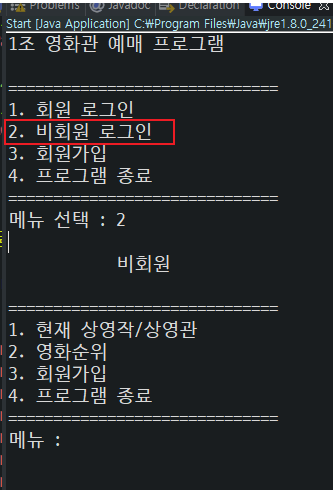 Problems @ Javadoc Declaration Console
Start [Java Application] C:\Program Files\Java\jre1.8.0_241
1조 영화관 예매 프로그램
==============================
1. 회원 로그인
2. 비회원 로그인
3. 회원가입
4. 프로그램 종료
==============================
메뉴 선택 : 2
비회원
==============================
1. 현재 상영작/상영관
2. 영화순위
3. 회원가입
4. 프로그램 종료
==============================
메뉴 :